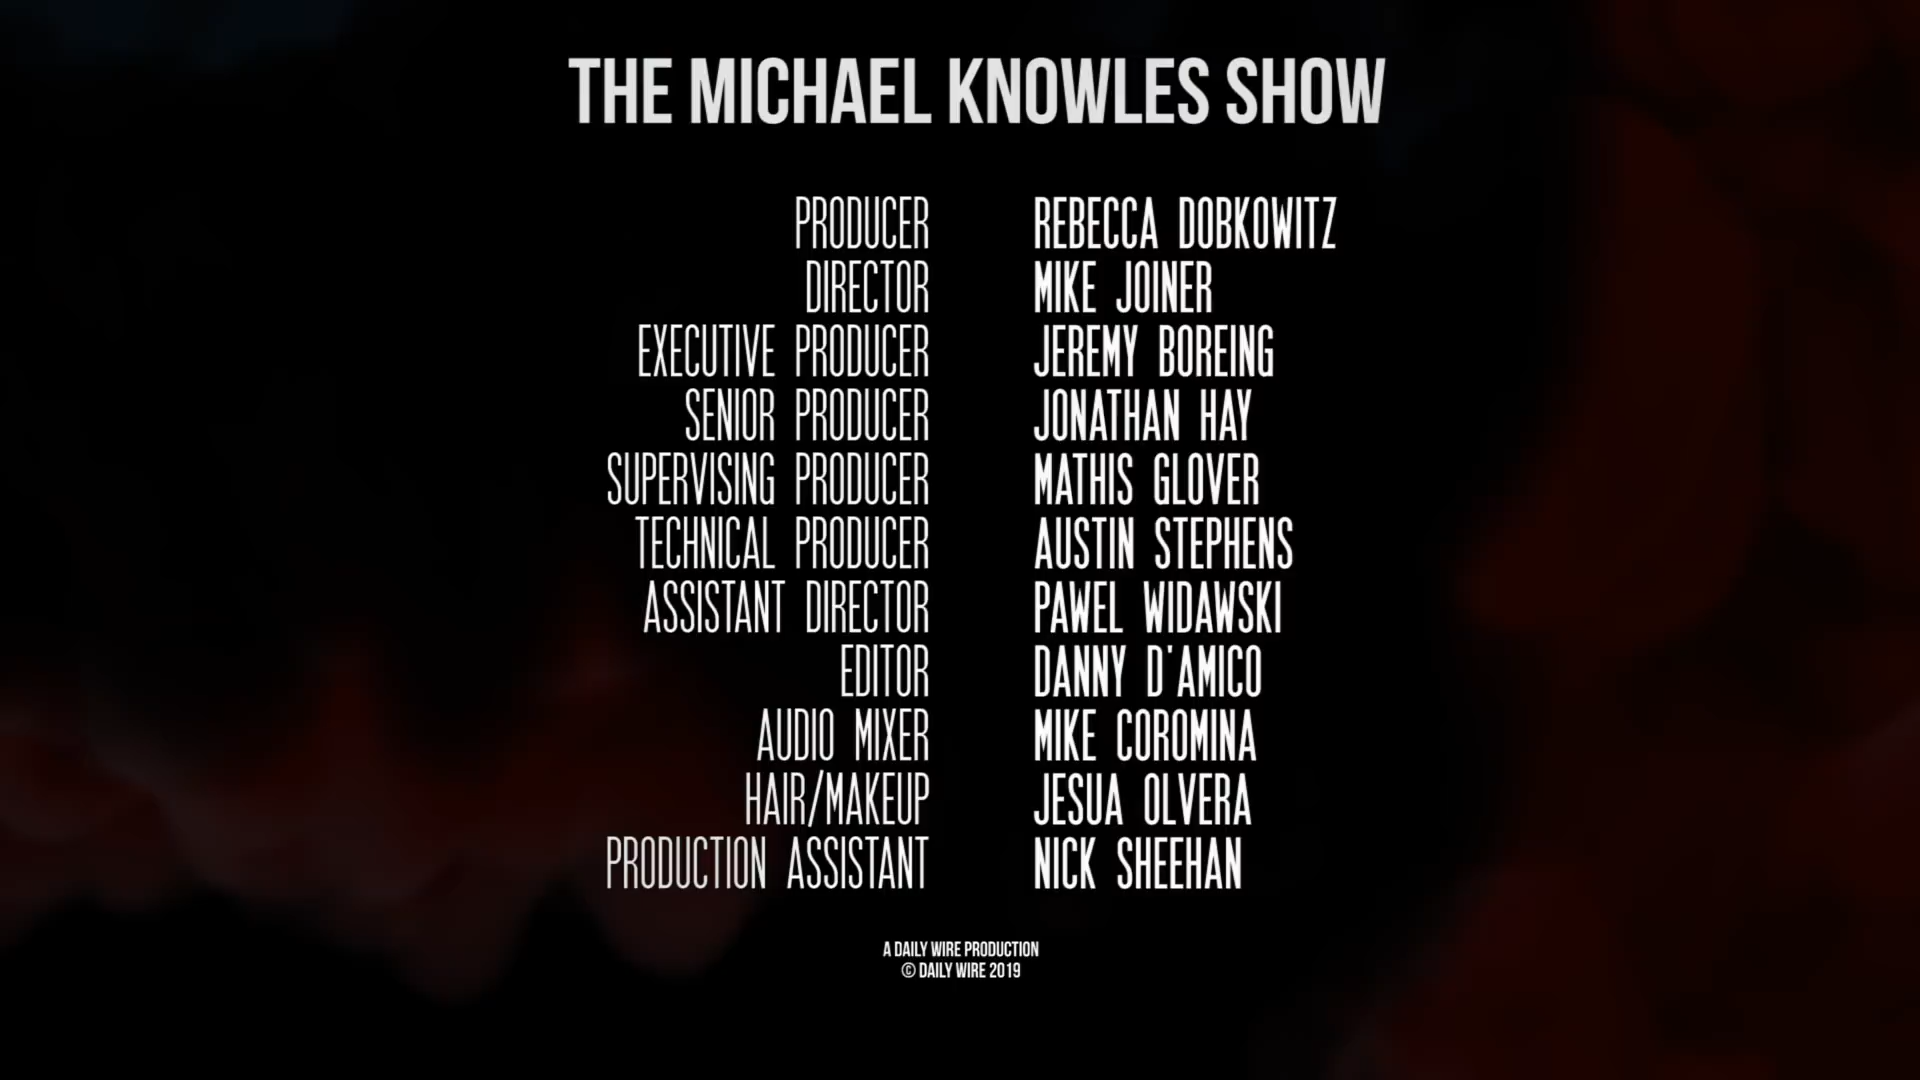 THE MICHAEL KNOWLES SHOW
PRODUCER REBECCA DOBKOWITZ
DIRECTOR MIKE JOINER
EXECUTIVE PRODUCER JEREMY BOREING
SENIOR PRODUCER JONATHAN HAY
SUPERVISING PRODUCER MATHIS GLOVER
TECHNICAL PRODUCER AUSTIN STEPHENS
ASSISTANT DIRECTOR PAWEL WIDAWSKI
EDITOR DANNY D'AMICO
AUDIO MIXER MIKE COROMINA
HAIR/MAKEUP JESUA OLVERA
PRODUCTION ASSISTANT NICK SHEEHAN
A DAILY WIRE PRODUCTION
© DAILY WIRE 2019